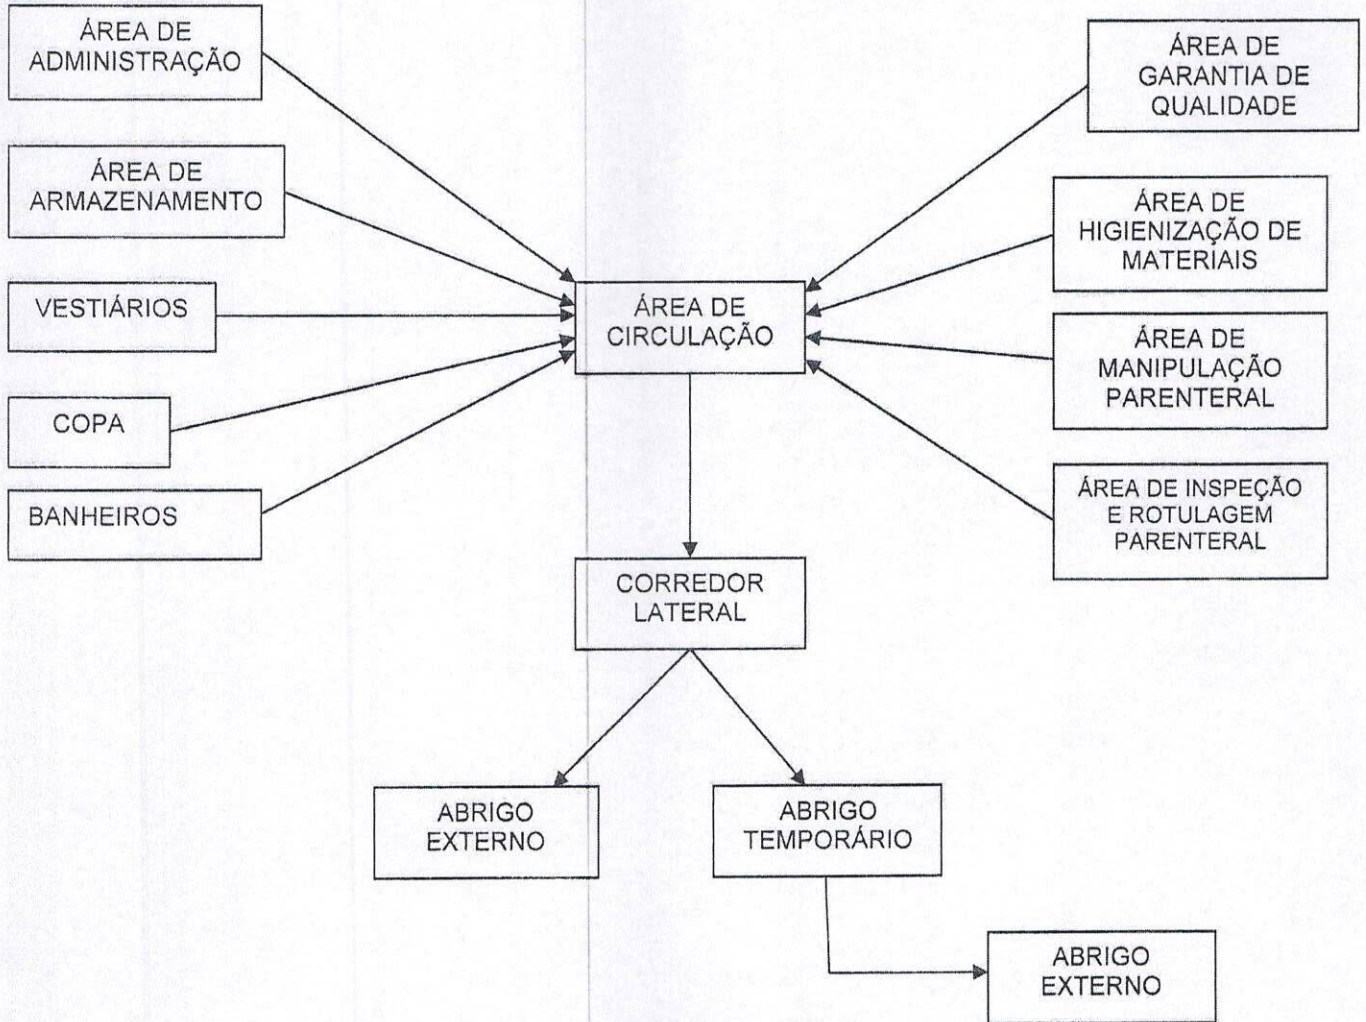 ÁREA DE
ADMINISTRAÇÃO
ÁREA DE
ARMAZENAMENTO
VESTIÁRIOS
COPA
BANHEIROS
ÁREA DE
CIRCULAÇÃO
ÁREA DE
GARANTIA DE
QUALIDADE
ÁREA DE
HIGIENIZAÇÃO DE
MATERIAIS
ÁREA DE
MANIPULAÇÃO
PARENTERAL
ÁREA DE INSPEÇÃO
E ROTULAGEM
PARENTERAL
CORREDOR
LATERAL
ABRIGO
EXTERNO
ABRIGO
TEMPORÁRIO
ABRIGO
EXTERNO